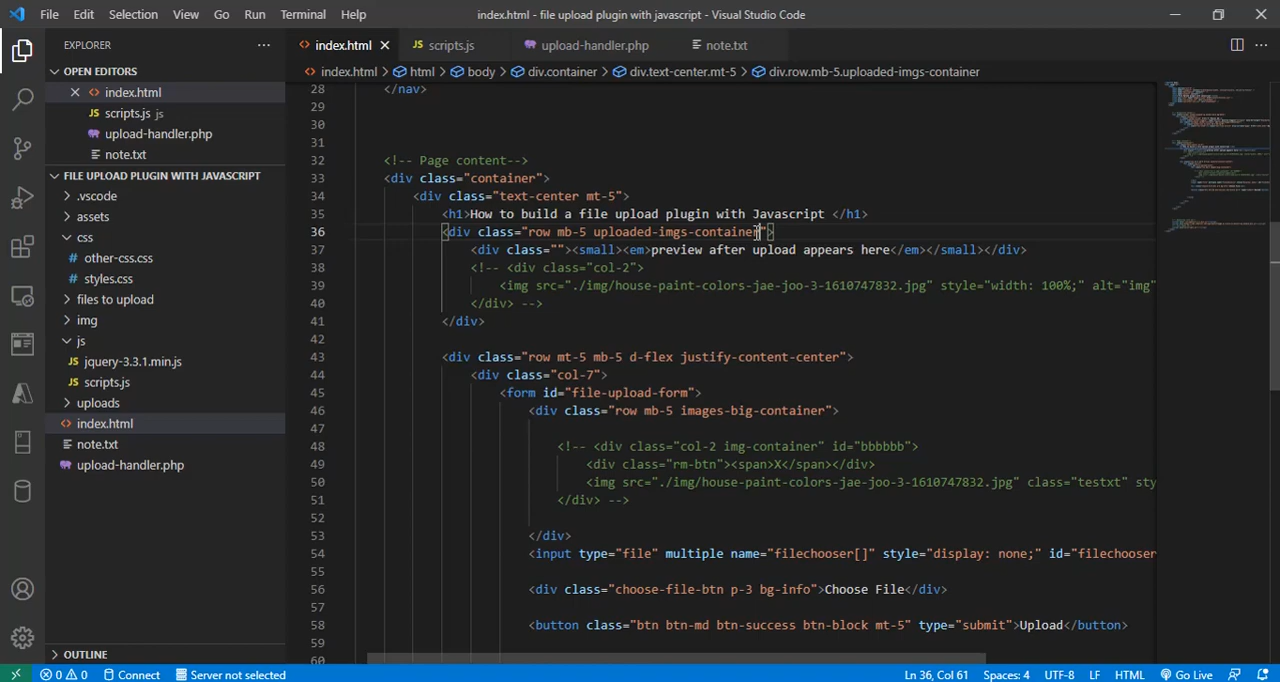 File Edit Selection View Go Run Terminal Help index.html - file upload plugin with javascript - Visual Studio Code
EXPLORER
OPEN EDITORS
index.html
scripts.js js
upload-handler.php
note.txt
FILE UPLOAD PLUGIN WITH JAVASCRIPT
.vscode
assets
css
other-css.css
styles.css
files to upload
img
js
jquery-3.3.1.min.js
scripts.js
uploads
index.html
note.txt
upload-handler.php
OUTLINE
index.html JS scripts.js upload-handler.php note.txt
index.html > html > body > div.container > div.text-center.mt-5 > div.row.mb-5.uploaded-imgs-container
28 </nav>
29
30
31
32 <!-- Page content-->
33 <div class="container">
34 <div class="text-center mt-5">
35 <h1>How to build a file upload plugin with Javascript </h1>
36 <div class="row mb-5 uploaded-imgs-container">
37 <div class=""><small><em>preview after upload appears here</em></small></div>
38 <!-- <div class="col-2">
39 <img src="./img/house-paint-colors-jae-joo-3-1610747832.jpg" style="width: 100%;" alt="img"
40 </div> -->
41 </div>
42
43 <div class="row mt-5 mb-5 d-flex justify-content-center">
44 <div class="col-7">
45 <form id="file-upload-form">
46 <div class="row mb-5 images-big-container">
47
48 <!-- <div class="col-2 img-container" id="bbbbbb">
49 <div class="rm-btn"><span>X</span></div>
50 <img src="./img/house-paint-colors-jae-joo-3-1610747832.jpg" class="testxt" sty
51 </div> -->
52
53 </div>
54 <input type="file" multiple name="filechooser[]" style="display: none;" id="filechooser
55
56 <div class="choose-file-btn p-3 bg-info">Choose File</div>
57
58 <button class="btn btn-md btn-success btn-block mt-5" type="submit">Upload</button>
59
60
0 0 Connect Server not selected Ln 36, Col 61 Spaces: 4 UTF-8 LF HTML Go Live